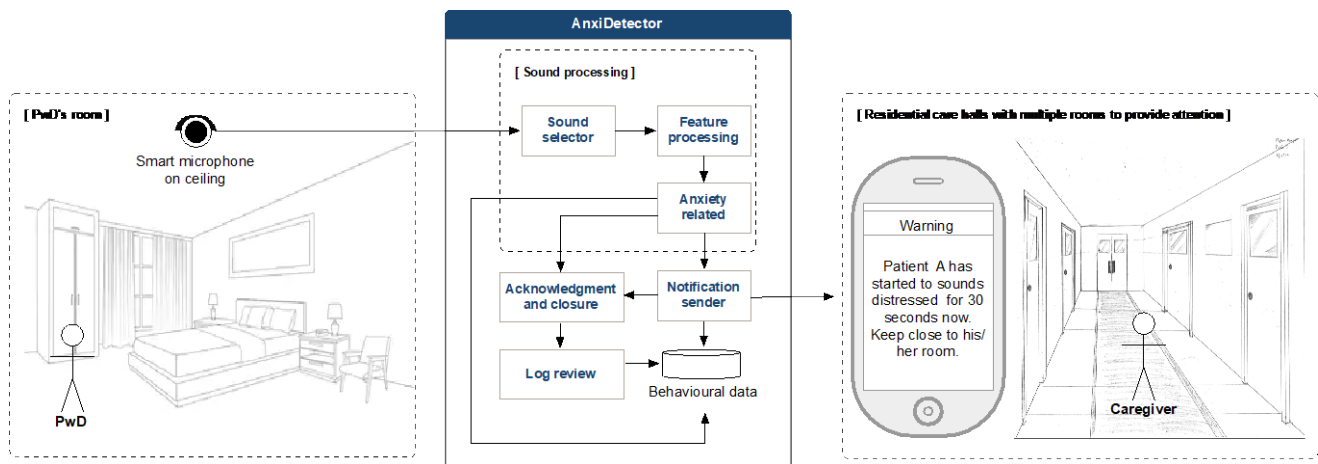 AnxiDetector
[ Sound processing ]
[ PwD's room ]
Smart microphone
on ceiling
PwD
Sound
selector
Feature
processing
Anxiety
related
Acknowledgment
and closure
Notification
sender
Log review
Behavioural data
[ Residential care halls with multiple rooms to provide attention ]
Warning
Patient A has
started to sounds
distressed for 30
seconds now.
Keep close to his/
her room.
Caregiver